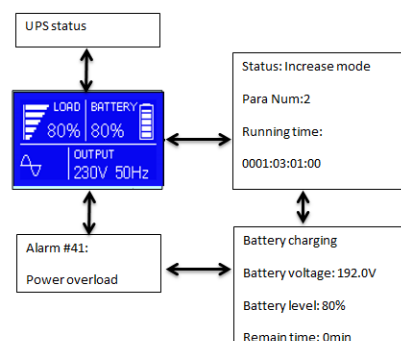 UPS status
LOAD BATTERY
80% 80%
OUTPUT
230V 50Hz
Status: Increase mode
Para Num:2
Running time:
0001:03:01:00
Alarm #41:
Power overload
Battery charging
Battery voltage: 192.0V
Battery level: 80%
Remain time: 0min